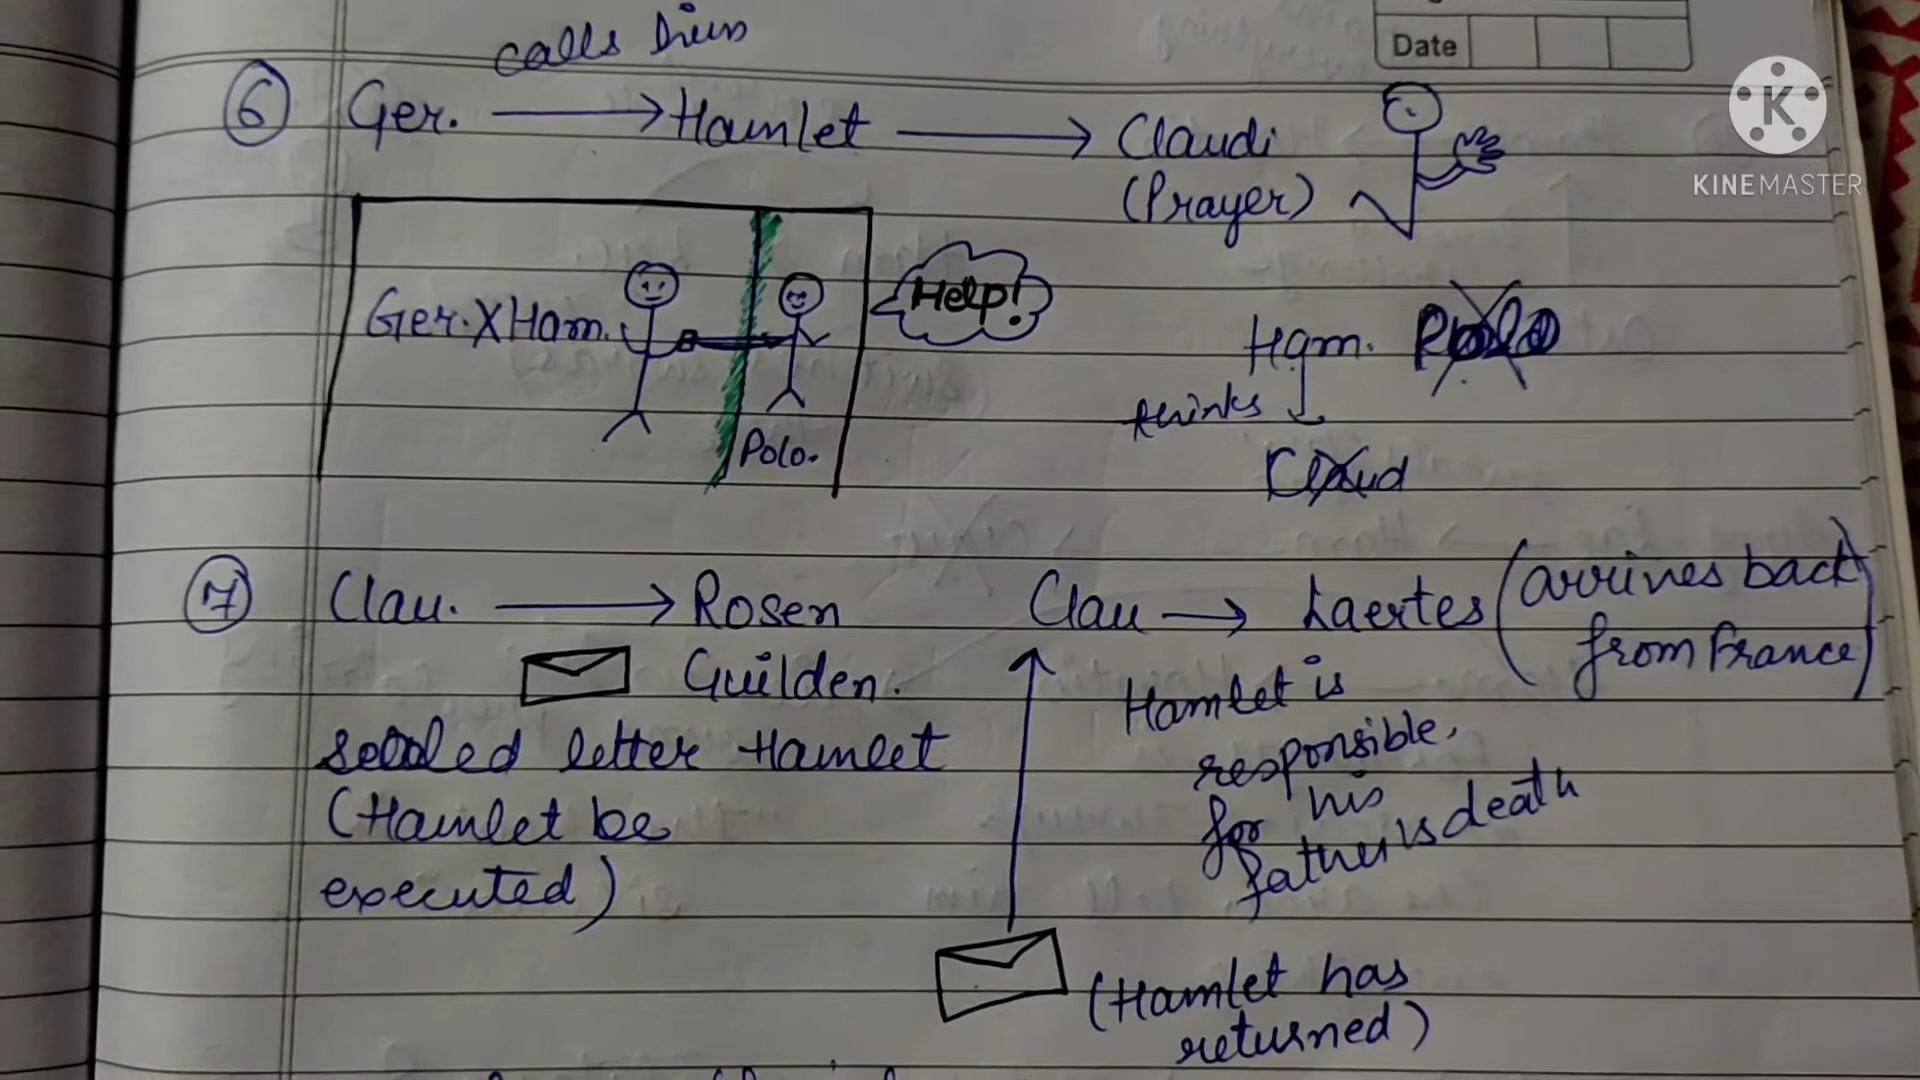 Date
K
KINEMASTER
calls him
6 Ger. → Hamlet → Claudi
(Prayer)
Ger. X Ham.
Help!
Polo.
Ham. Polo
thinks
Claud
7 Clau. → Rosen
Guilden.
sealed letter Hamlet
(Hamlet be
executed)
Clau → Laertes (arrives back
from France)
Hamlet is
responsible.
for his
father's death
(Hamlet has
returned)